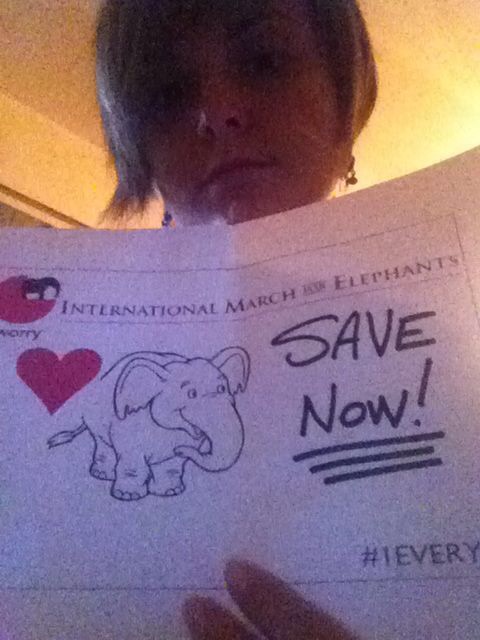 INTERNATIONAL MARCH FOR ELEPHANTS
worry
SAVE
NOW!
#1EVERY